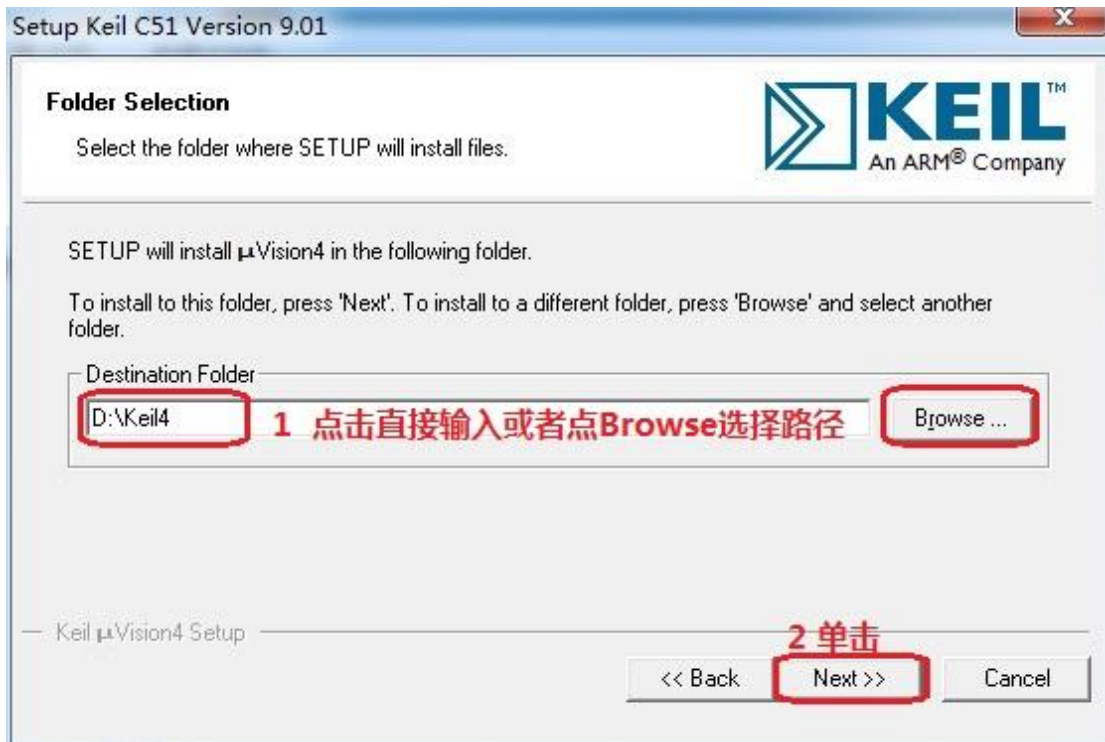 Setup Keil C51 Version 9.01
Folder Selection
Select the folder where SETUP will install files.
KEIL™
An ARM® Company
SETUP will install µVision4 in the following folder.
To install to this folder, press 'Next'. To install to a different folder, press 'Browse' and select another
folder.
Destination Folder
D:\Keil4
1 点击直接输入或者点Browse选择路径
Browse ...
Keil µVision4 Setup
2 单击
<< Back
Next >>
Cancel